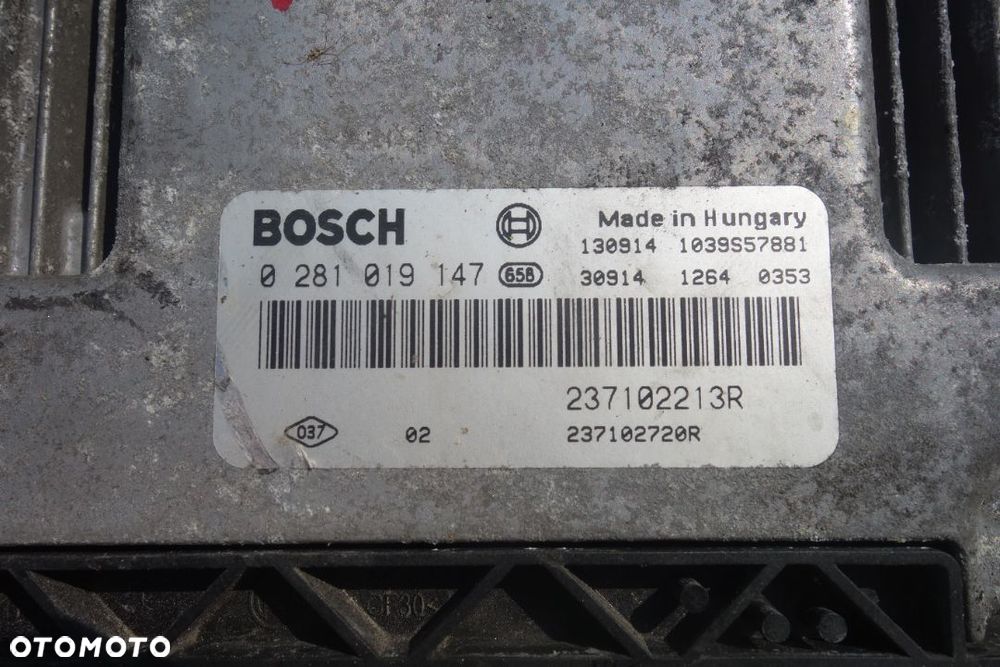 BOSCH
Made in Hungary
130914 1039S57881
0 281 019 147 658
30914 1264 0353
237102213R
037 02 237102720R
OTOMOTO